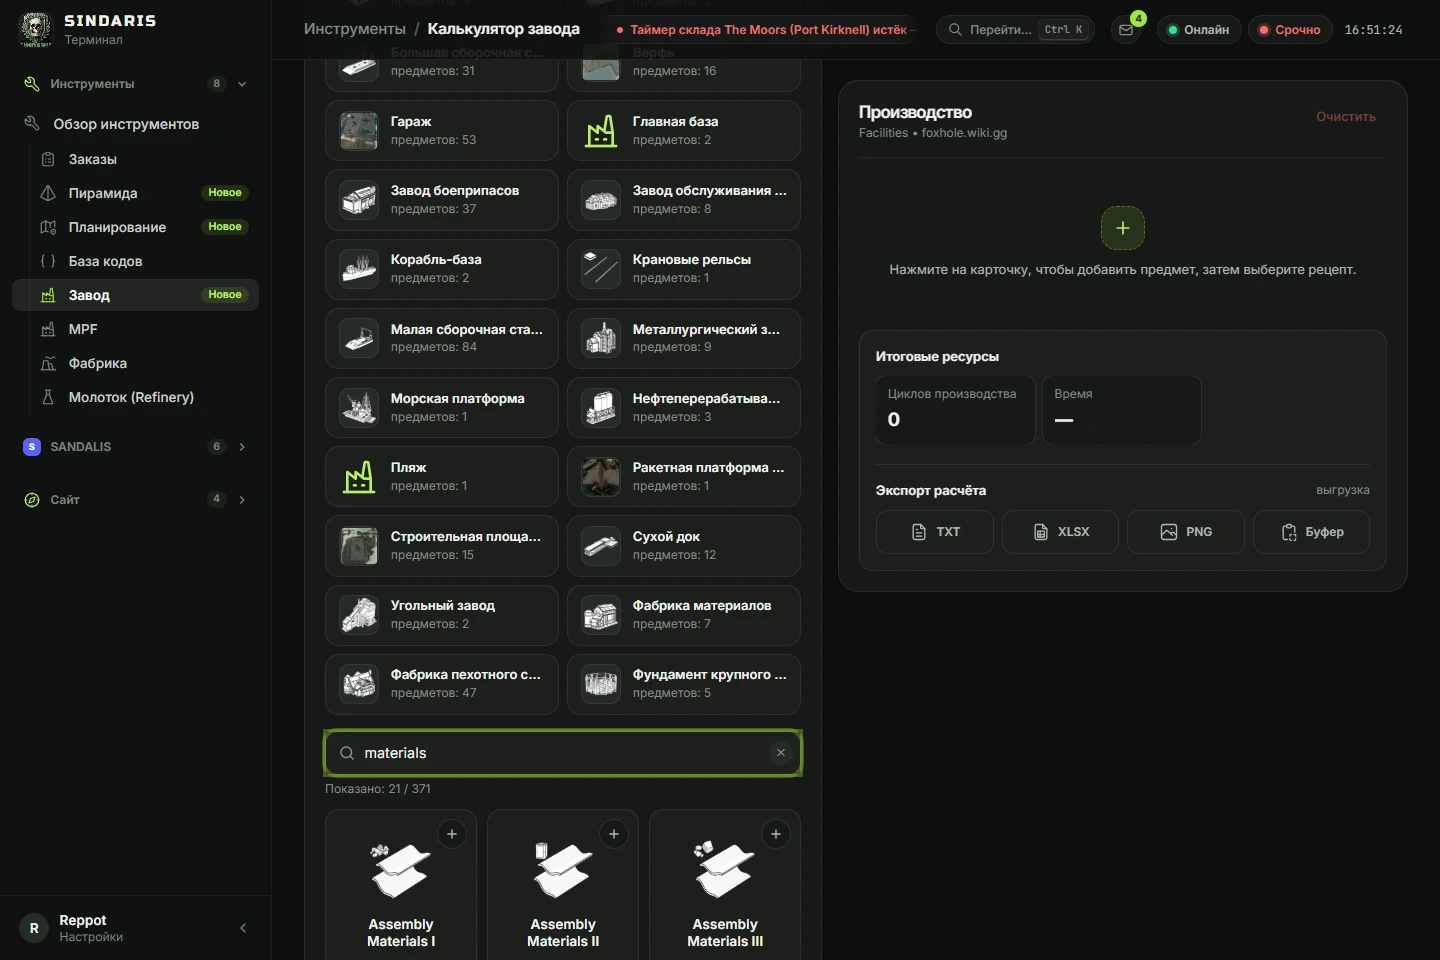 SINDARIS
Терминал
Инструменты
8
Обзор инструментов
Заказы
Пирамида
Новое
Планирование
Новое
База кодов
Завод
Новое
MPF
Фабрика
Молоток (Refinery)
S
SANDALIS
6
Сайт
4
R
Reppot
Настройки
Инструменты / Калькулятор завода
Таймер склада The Moors (Port Kirknell) истёк
Перейти...
Ctrl K
4
Онлайн
Срочно
16:51:24
Большая сборочная с...
предметов: 31
Верфь
предметов: 16
Гараж
предметов: 53
Главная база
предметов: 2
Завод боеприпасов
предметов: 37
Завод обслуживания ...
предметов: 8
Корабль-база
предметов: 2
Крановые рельсы
предметов: 1
Малая сборочная ста...
предметов: 84
Металлургический з...
предметов: 9
Морская платформа
предметов: 1
Нефтеперерабатыва...
предметов: 3
Пляж
предметов: 1
Ракетная платформа ...
предметов: 1
Строительная площа...
предметов: 15
Сухой док
предметов: 12
Угольный завод
предметов: 2
Фабрика материалов
предметов: 7
Фабрика пехотного с...
предметов: 47
Фундамент крупного ...
предметов: 5
materials
Показано: 21 / 371
Assembly
Materials I
Assembly
Materials II
Assembly
Materials III
Производство
Facilities • foxhole.wiki.gg
Очистить
Нажмите на карточку, чтобы добавить предмет, затем выберите рецепт.
Итоговые ресурсы
Циклов производства
0
Время
—
Экспорт расчёта
выгрузка
TXT
XLSX
PNG
Буфер